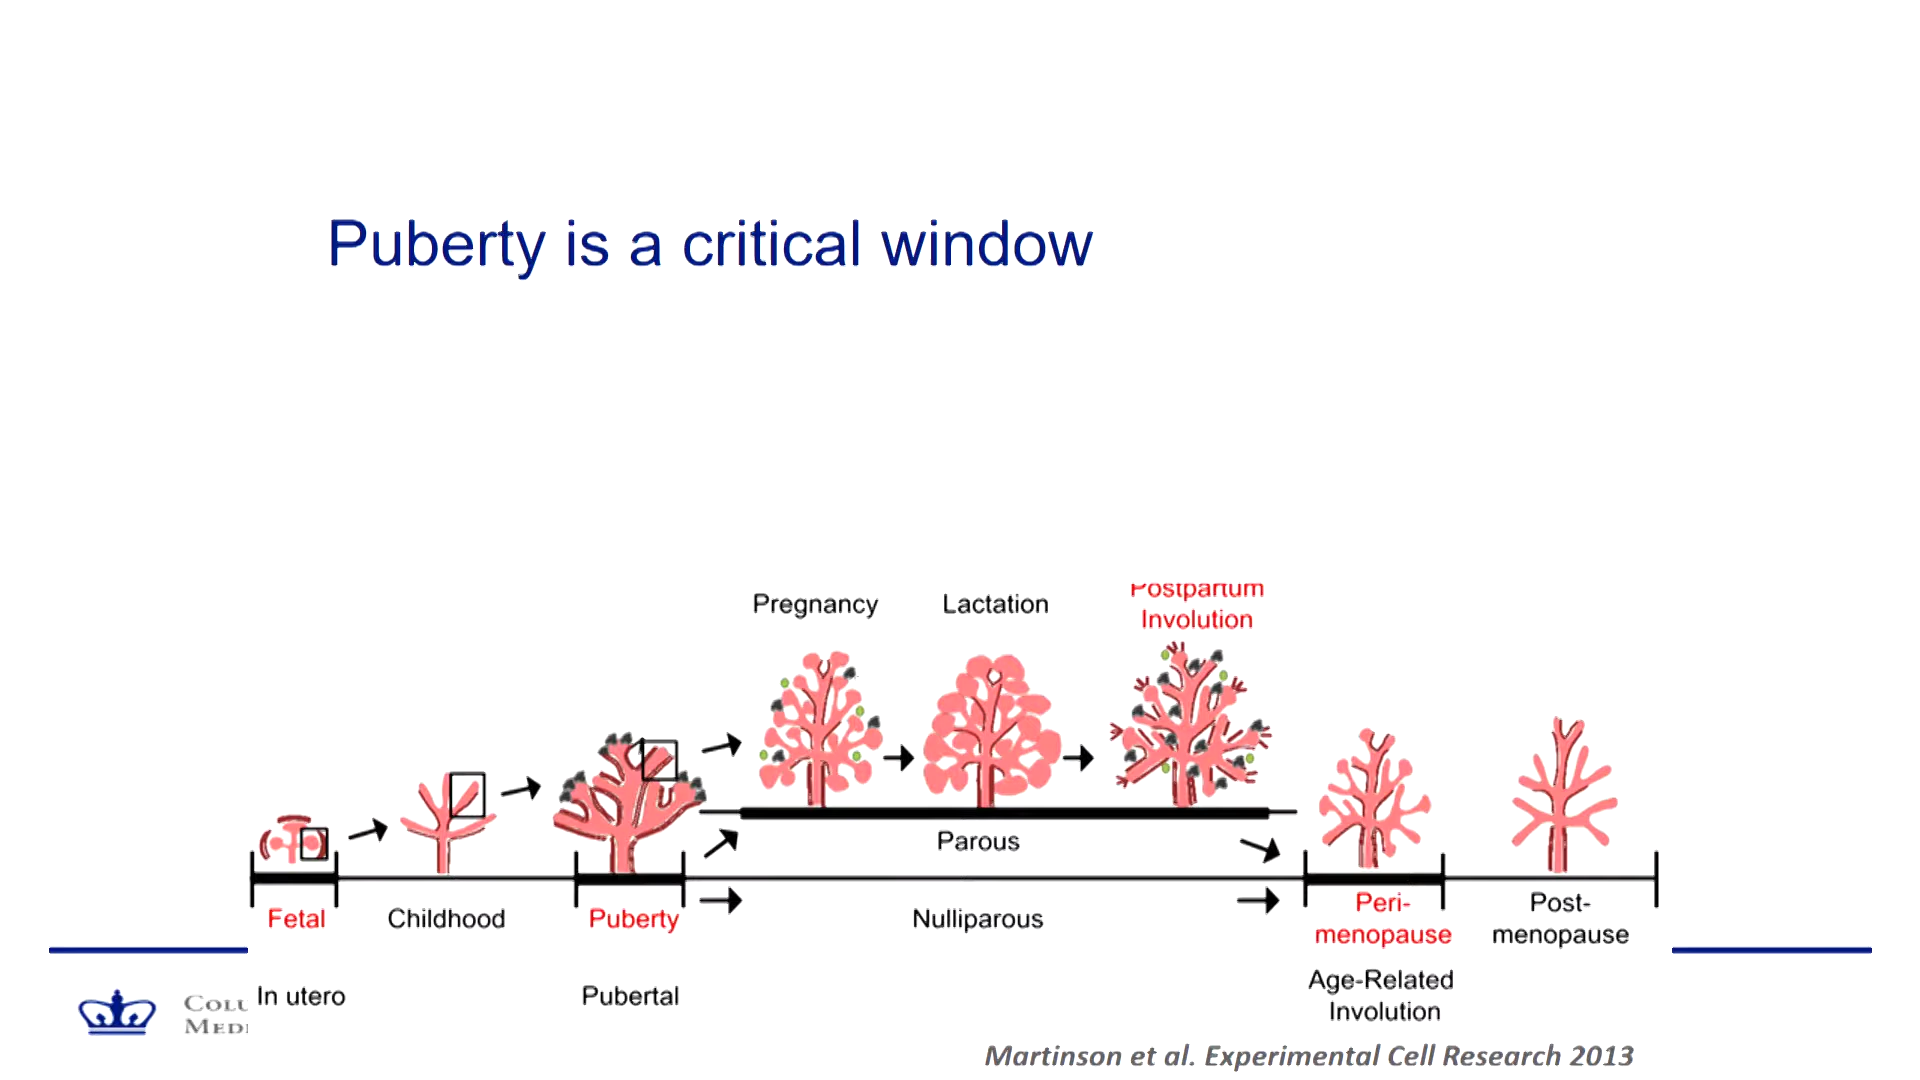 Puberty is a critical window
Pregnancy
Lactation
Postpartum
Involution
Parous
Fetal
Childhood
Puberty
Nulliparous
Peri-
menopause
Post-
menopause
In utero
Pubertal
Age-Related
Involution
Martinson et al. Experimental Cell Research 2013